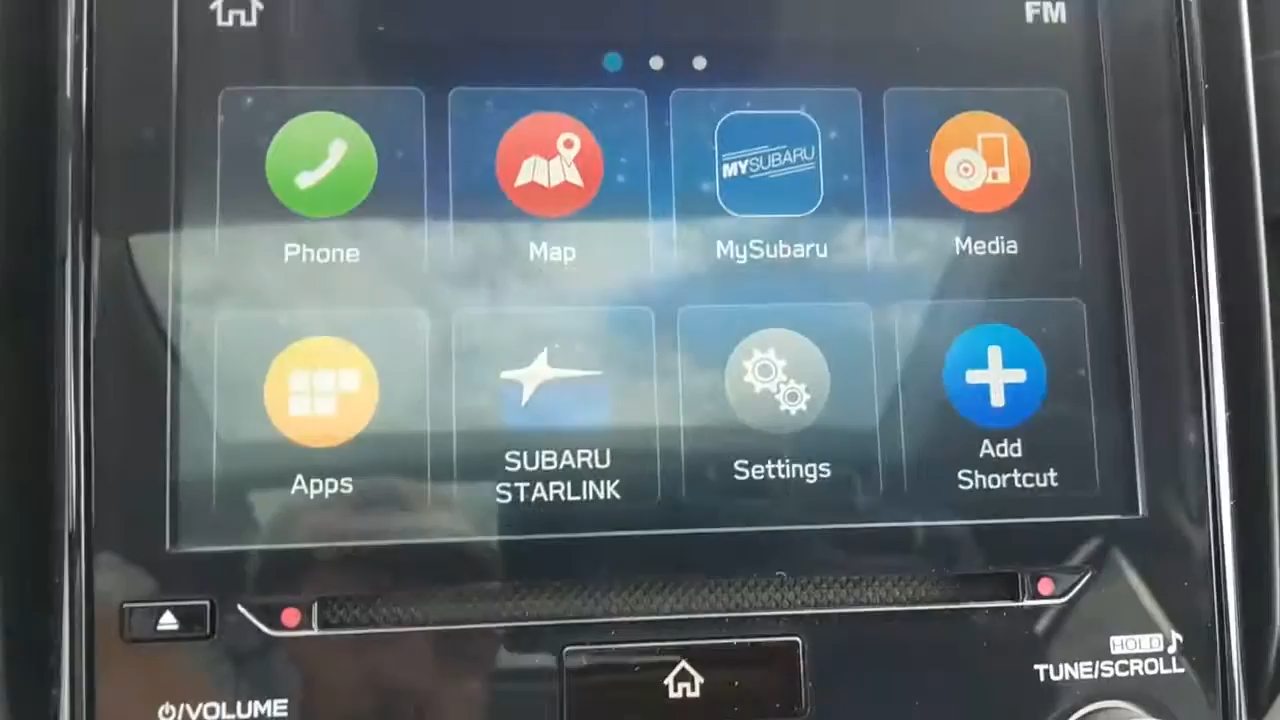 FM
Phone
Map
MYSUBARU
MySubaru
Media
Apps
SUBARU
STARLINK
Settings
Add
Shortcut
HOLD
TUNE/SCROLL
/VOLUME